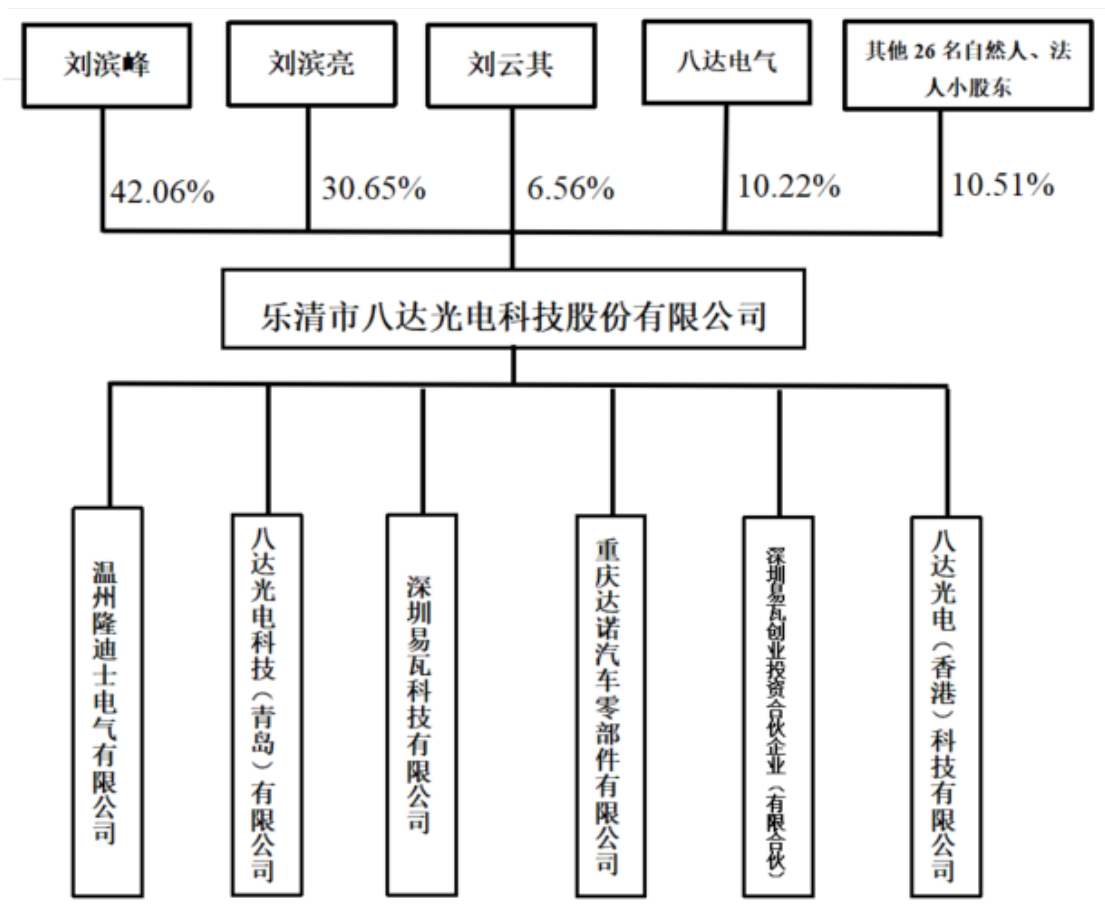 刘滨峰
刘滨亮
刘云其
八达电气
其他 26 名自然人、法
人小股东
42.06%
30.65%
6.56%
10.22%
10.51%
乐清市八达光电科技股份有限公司
温州隆迪士电气有限公司
八达光电科技（青岛）有限公司
深圳易瓦科技有限公司
重庆达诺汽车零部件有限公司
深圳易瓦创业投资合伙企业（有限合伙）
八达光电（香港）科技有限公司